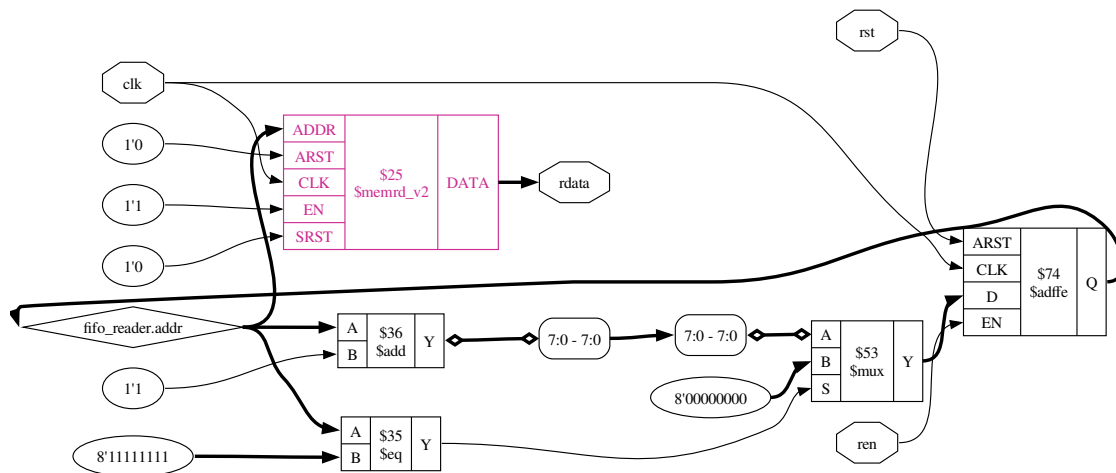 rst
clk
1'0
1'1
1'0
ADDR
ARST
CLK
EN
SRST
$25
$memrd_v2
DATA
rdata
ARST
CLK
D
EN
$74
$adffe
Q
fifo_reader.addr
1'1
A
B
$36
$add
Y
7:0 - 7:0
7:0 - 7:0
8'00000000
A
B
S
$53
$mux
Y
8'11111111
A
B
$35
$eq
Y
ren